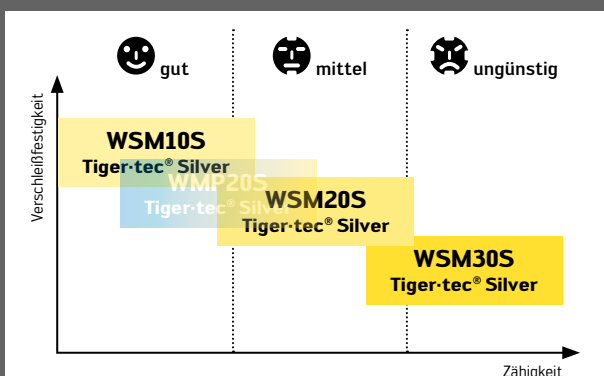 gut
mittel
ungünstig
Verschleißfestigkeit
WSM10S
Tiger·tec® Silver
WMP20S
Tiger·tec® Silver
WSM20S
Tiger·tec® Silver
WSM30S
Tiger·tec® Silver
Zähigkeit